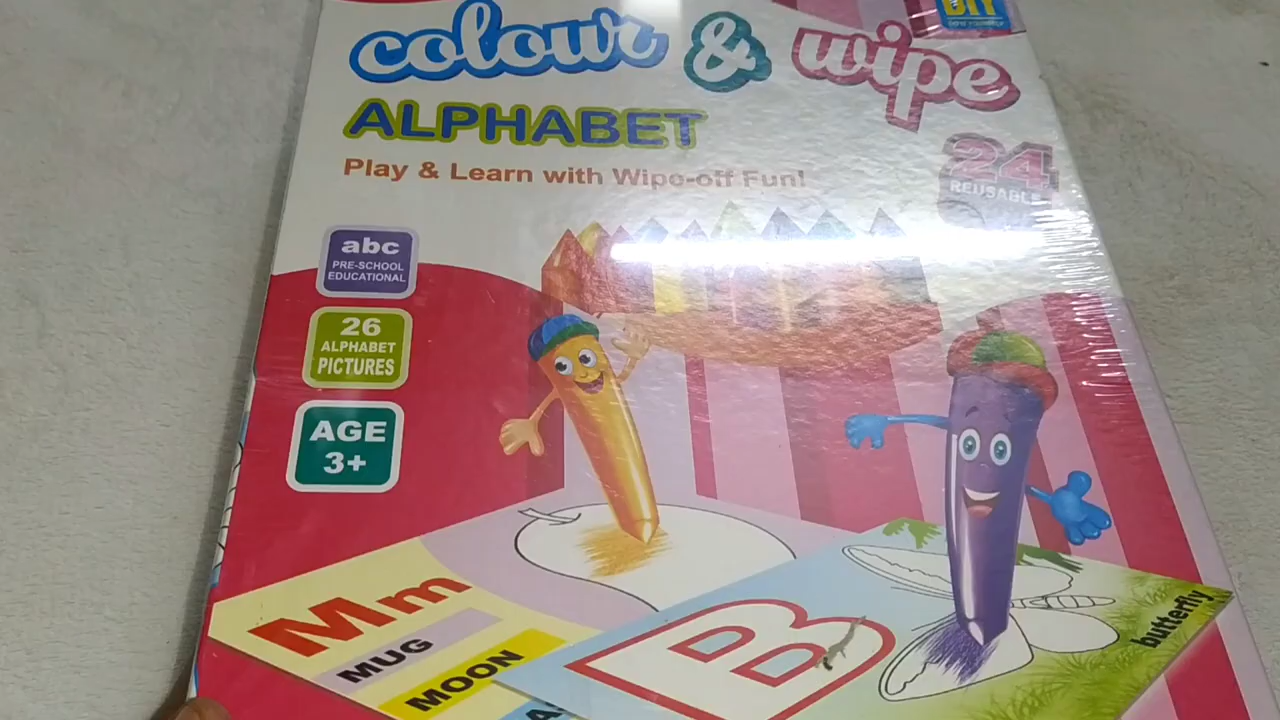 DIY
colour & wipe
ALPHABET
Play & Learn with Wipe-off Fun!
24
REUSABLE
abc
PRE-SCHOOL
EDUCATIONAL
26
ALPHABET
PICTURES
AGE
3+
Mm
MUG
MOON
B
butterfly